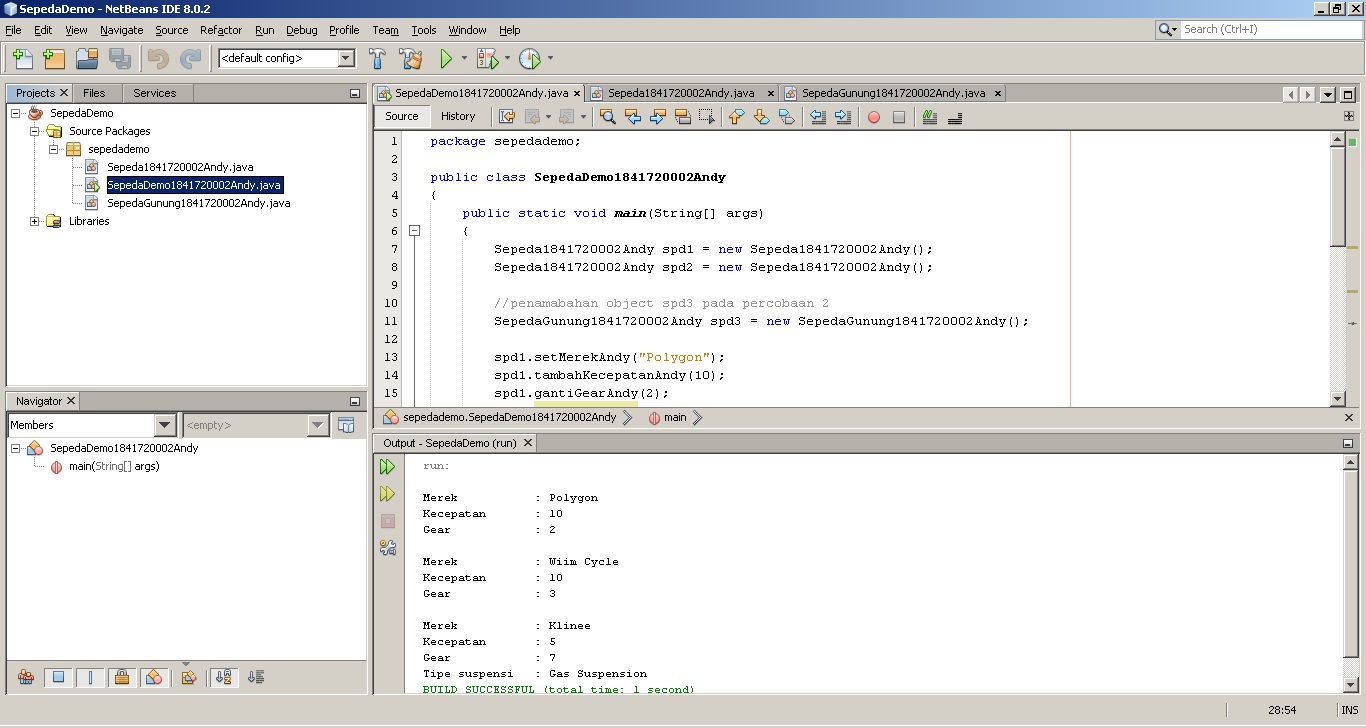 SepedaDemo - NetBeans IDE 8.0.2
File Edit View Navigate Source Refactor Run Debug Profile Team Tools Window Help
Search (Ctrl+I)
<default config>
Projects Files Services
SepedaDemo
Source Packages
sepedademo
Sepeda1841720002Andy.java
SepedaDemo1841720002Andy.java
SepedaGunung1841720002Andy.java
Libraries
Navigator
Members
<empty>
SepedaDemo1841720002Andy
main(String[] args)
SepedaDemo1841720002Andy.java Sepeda1841720002Andy.java SepedaGunung1841720002Andy.java
Source History
1 package sepedademo;
2
3 public class SepedaDemo1841720002Andy
4 {
5 public static void main(String[] args)
6 {
7 Sepeda1841720002Andy spd1 = new Sepeda1841720002Andy();
8 Sepeda1841720002Andy spd2 = new Sepeda1841720002Andy();
9
10 //penamabahan object spd3 pada percobaan 2
11 SepedaGunung1841720002Andy spd3 = new SepedaGunung1841720002Andy();
12
13 spd1.setMerekAndy("Polygon");
14 spd1.tambahKecepatanAndy(10);
15 spd1.gantiGearAndy(2);
sepedademo.SepedaDemo1841720002Andy main
Output - SepedaDemo (run)
run:
Merek : Polygon
Kecepatan : 10
Gear : 2
Merek : Wiim Cycle
Kecepatan : 10
Gear : 3
Merek : Klinee
Kecepatan : 5
Gear : 7
Tipe suspensi : Gas Suspension
BUILD SUCCESSFUL (total time: 1 second)
28:54 INS